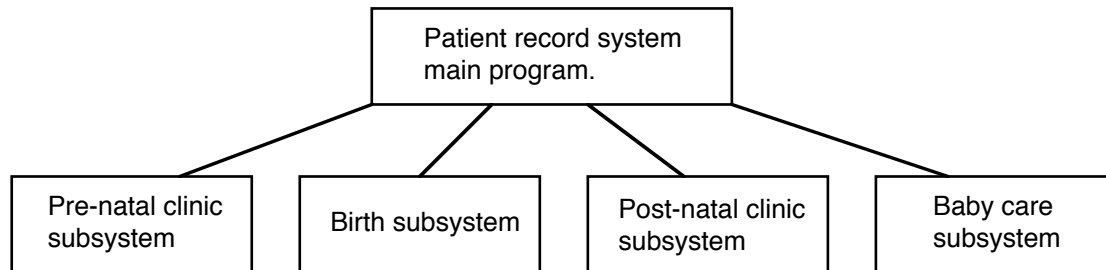 Patient record system
main program.
Pre-natal clinic
subsystem
Birth subsystem
Post-natal clinic
subsystem
Baby care
subsystem